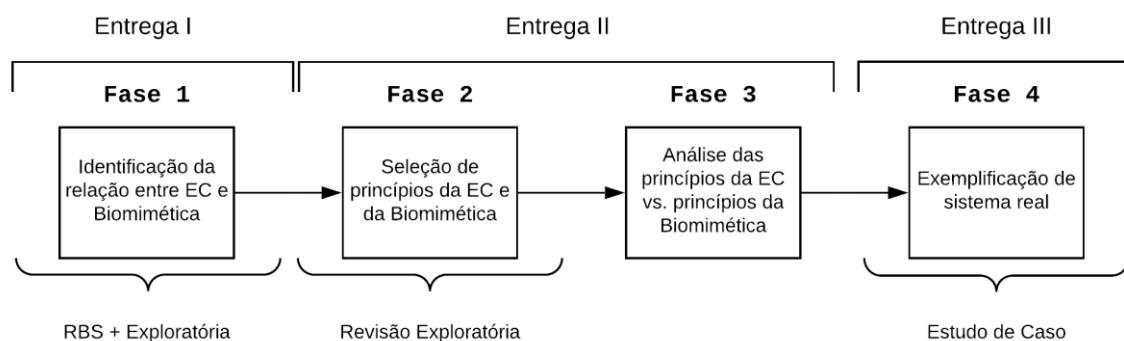 Entrega I
Entrega II
Entrega III
Fase 1
Fase 2
Fase 3
Fase 4
Identificação da
relação entre EC e
Biomimética
Seleção de
princípios da EC e
da Biomimética
Análise das
princípios da EC
vs. princípios da
Biomimética
Exemplificação de
sistema real
RBS + Exploratória
Revisão Exploratória
Estudo de Caso